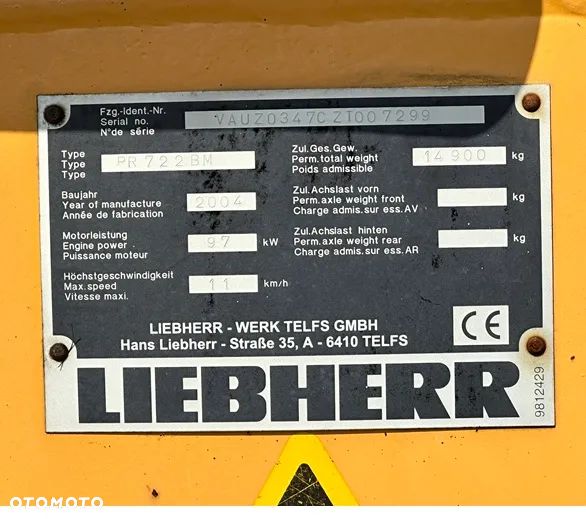 Fzg.-Ident.-Nr.
Serial no. VAUZ0347CZT007299
N°de série
Type
Type PR722BM
Type
Baujahr
Year of manufacture 2004
Année de fabrication
Motorleistung
Engine power 97 kW
Puissance moteur
Höchstgeschwindigkeit
Max.speed 11 km/h
Vitesse maxi.
Zul.Ges.Gew.
Perm.total weight 14900 kg
Poids admissible
Zul.Achslast vorn
Perm.axle weight front kg
Charge admis.sur ess.AV
Zul.Achslast hinten
Perm.axle weight rear kg
Charge admis.sur ess.AR
LIEBHERR - WERK TELFS GMBH
Hans Liebherr - Straße 35, A - 6410 TELFS
CE
LIEBHERR
9812429
OTOMOTO